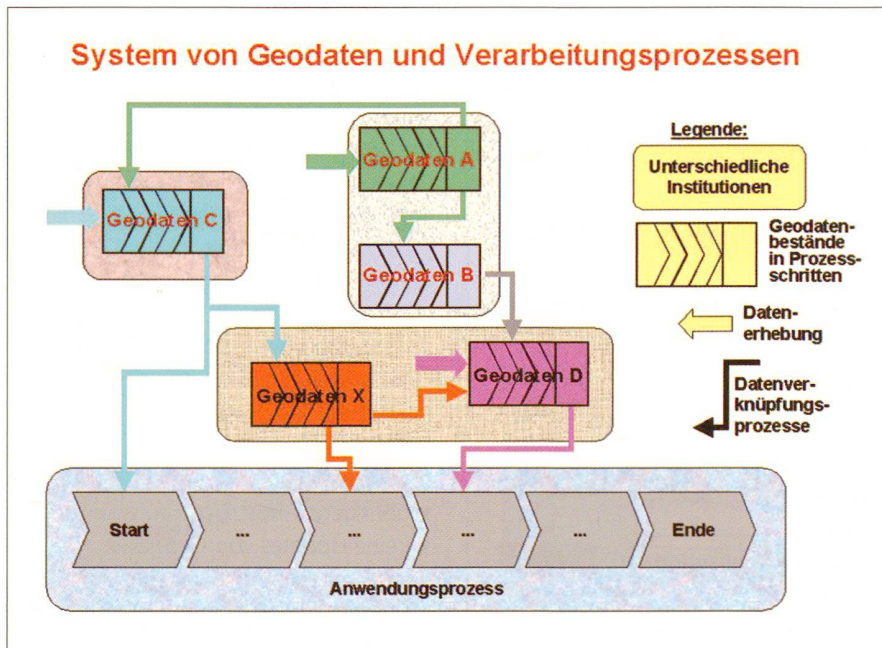 System von Geodaten und Verarbeitungsprozessen
Geodaten A
Geodaten C
Geodaten B
Geodaten X
Geodaten D
Legende:
Unterschiedliche
Institutionen
Geodaten-
bestände
in Prozess-
schritten
Daten-
erhebung
Datenver-
knüpfungs-
prozesse
Start
...
...
...
...
Ende
Anwendungsprozess